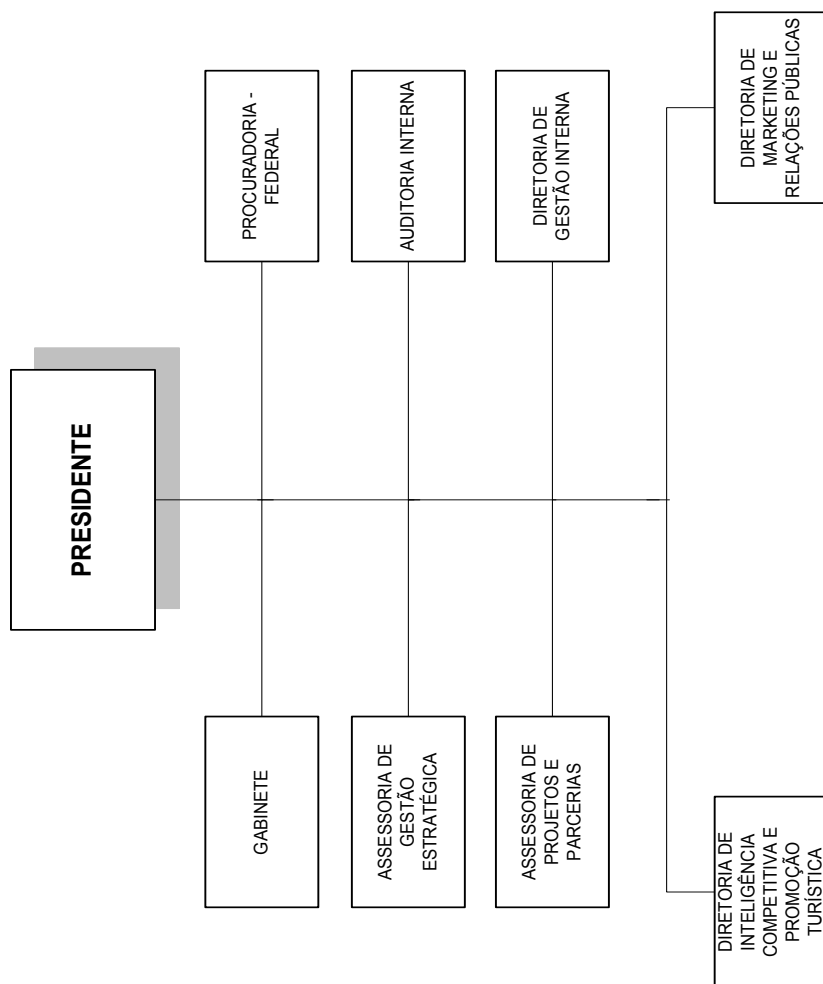 PRESIDENTE
GABINETE
PROCURADORIA -
FEDERAL
ASSESSORIA DE
GESTÃO
ESTRATÉGICA
AUDITORIA INTERNA
ASSESSORIA DE
PROJETOS E
PARCERIAS
DIRETORIA DE
GESTÃO INTERNA
DIRETORIA DE
INTELIGÊNCIA
COMPETITIVA E
PROMOÇÃO
TURÍSTICA
DIRETORIA DE
MARKETING E
RELAÇÕES PÚBLICAS